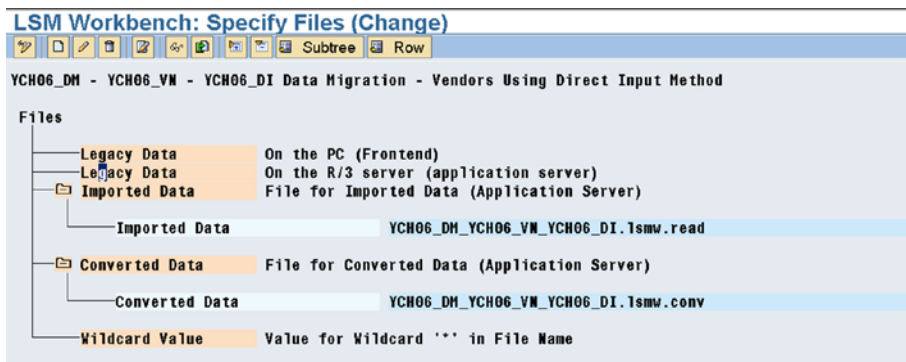 LSM Workbench: Specify Files (Change)
Subtree Row
YCH06_DM - YCH06_VN - YCH06_DI Data Migration - Vendors Using Direct Input Method
Files
Legacy Data On the PC (Frontend)
Legacy Data On the R/3 server (application server)
Imported Data File for Imported Data (Application Server)
Imported Data YCH06_DM_YCH06_VN_YCH06_DI.lsmw.read
Converted Data File for Converted Data (Application Server)
Converted Data YCH06_DM_YCH06_VN_YCH06_DI.lsmw.conv
Wildcard Value Value for Wildcard '*' in File Name